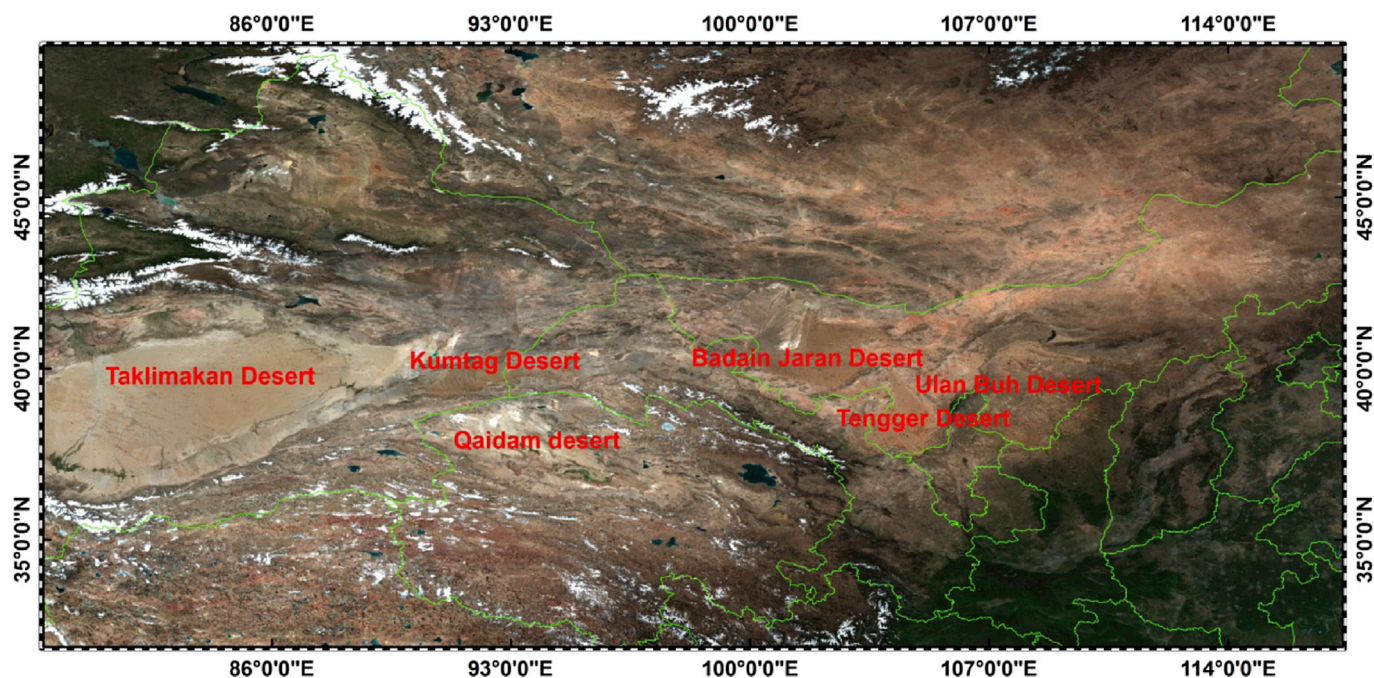 86°0'0"E 93°0'0"E 100°0'0"E 107°0'0"E 114°0'0"E
45°0'0"N
45°0'0"N
40°0'0"N
40°0'0"N
35°0'0"N
35°0'0"N
Kumtag Desert
Badain Jaran Desert
Taklimakan Desert
Ulan Buh Desert
Tengger Desert
Qaidam desert
86°0'0"E 93°0'0"E 100°0'0"E 107°0'0"E 114°0'0"E